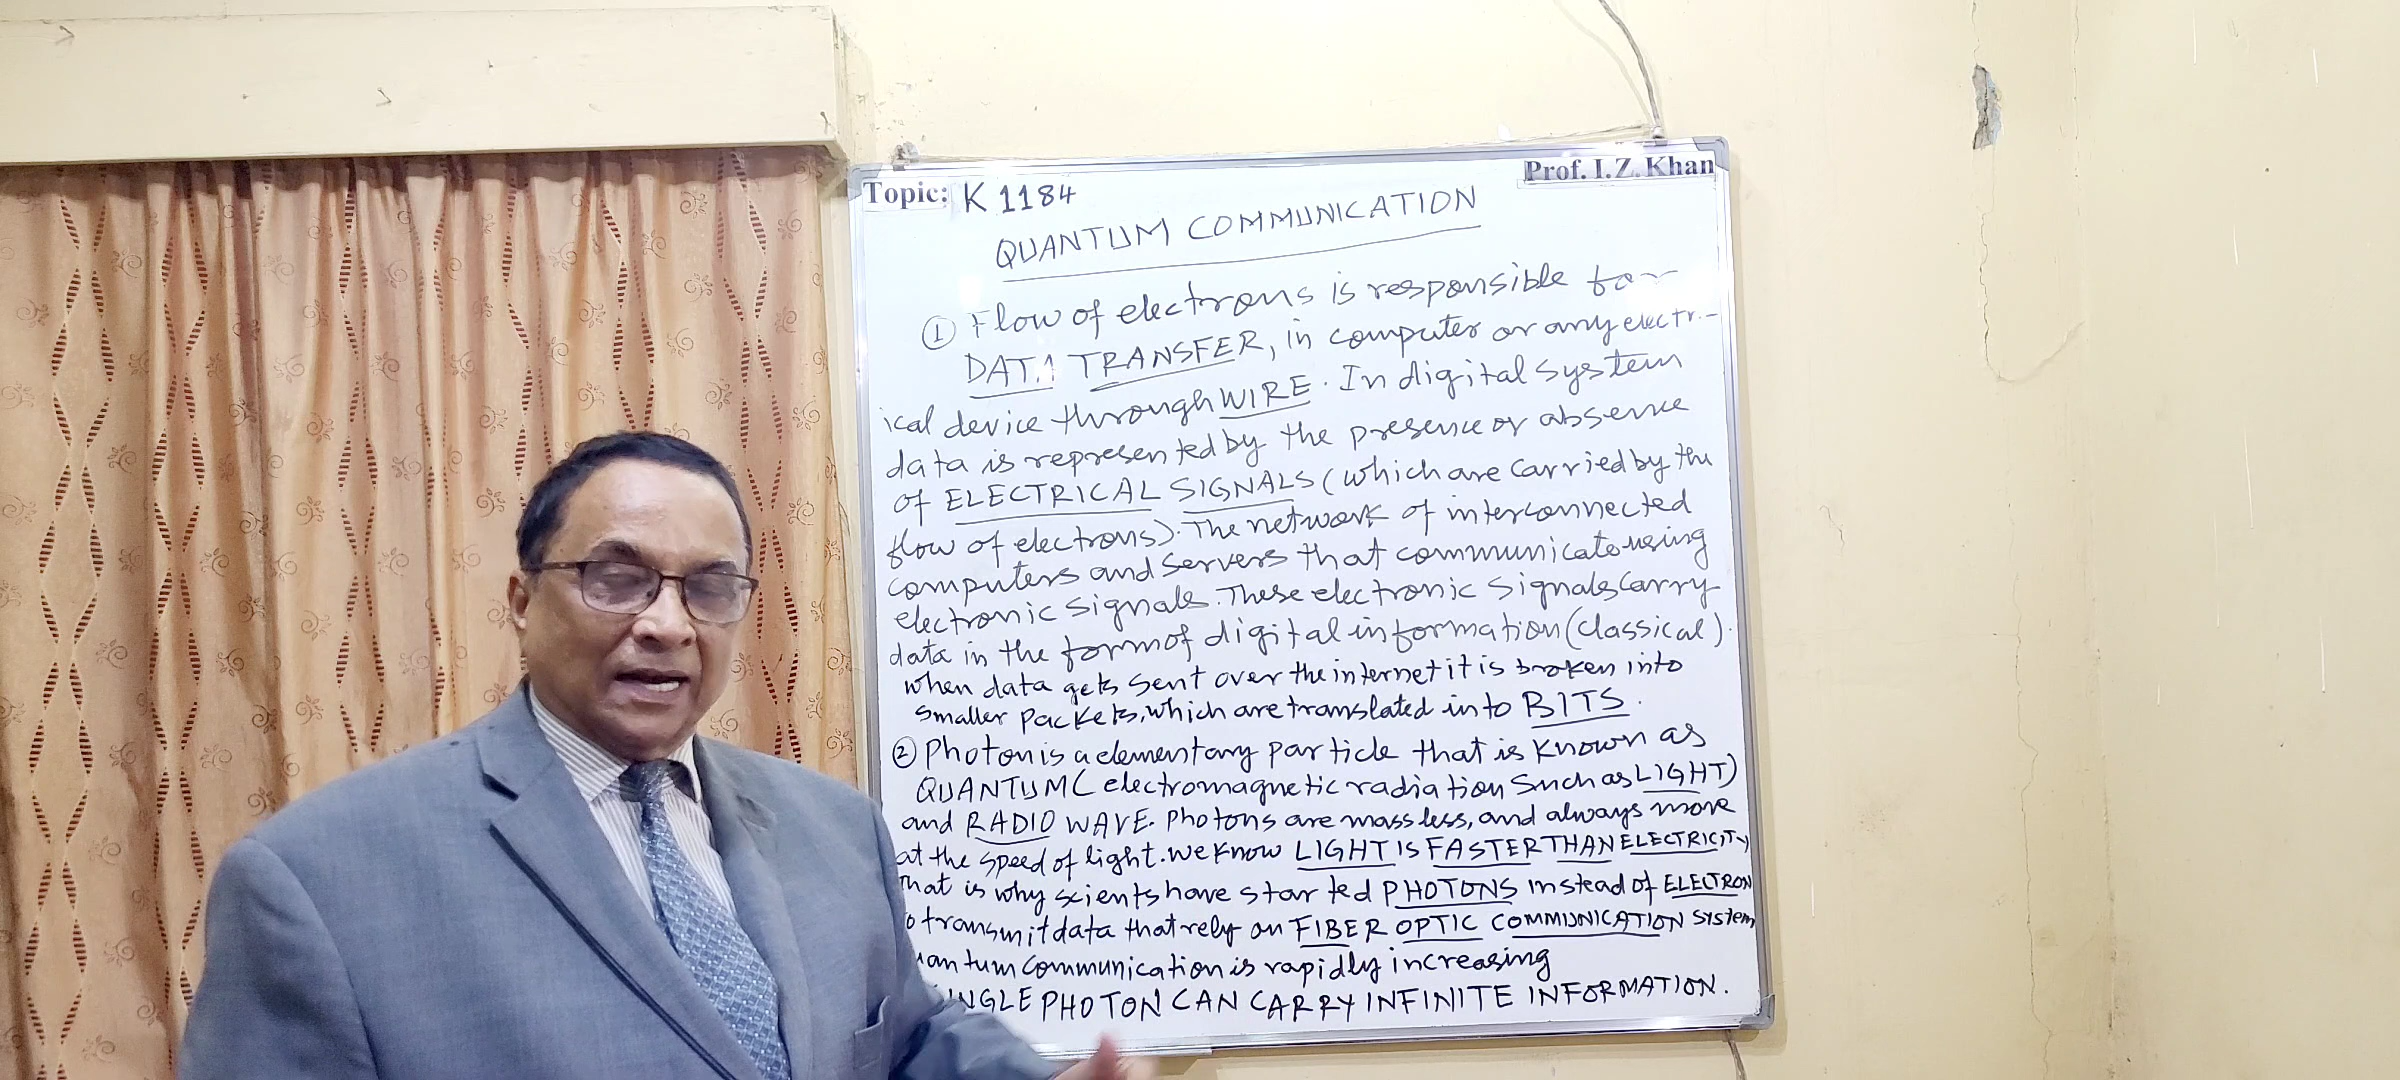 Topic: K 1184
Prof. I.Z. Khan
QUANTUM COMMUNICATION
① Flow of electrons is responsible for
DATA TRANSFER, in computer or any electr.-
ical device through WIRE. In digital system
data is represented by the presence or absence
of ELECTRICAL SIGNALS (which are carried by the
flow of electrons). The network of interconnected
computers and servers that communicate using
electronic signals. These electronic signals carry
data in the form of digital information (classical).
when data gets sent over the internet it is broken into
smaller packets, which are translated into BITS.
② Photon is a elementary particle that is known as
QUANTUM ( electromagnetic radiation such as LIGHT)
and RADIO WAVE. Photons are massless, and always more
at the speed of light. We know LIGHT IS FASTER THAN ELECTRICITY
That is why scients have started PHOTONS instead of ELECTRON
o transmit data that rely on FIBER OPTIC COMMUNICATION system
uantum communication is rapidly increasing
INGLE PHOTON CAN CARRY INFINITE INFORMATION.